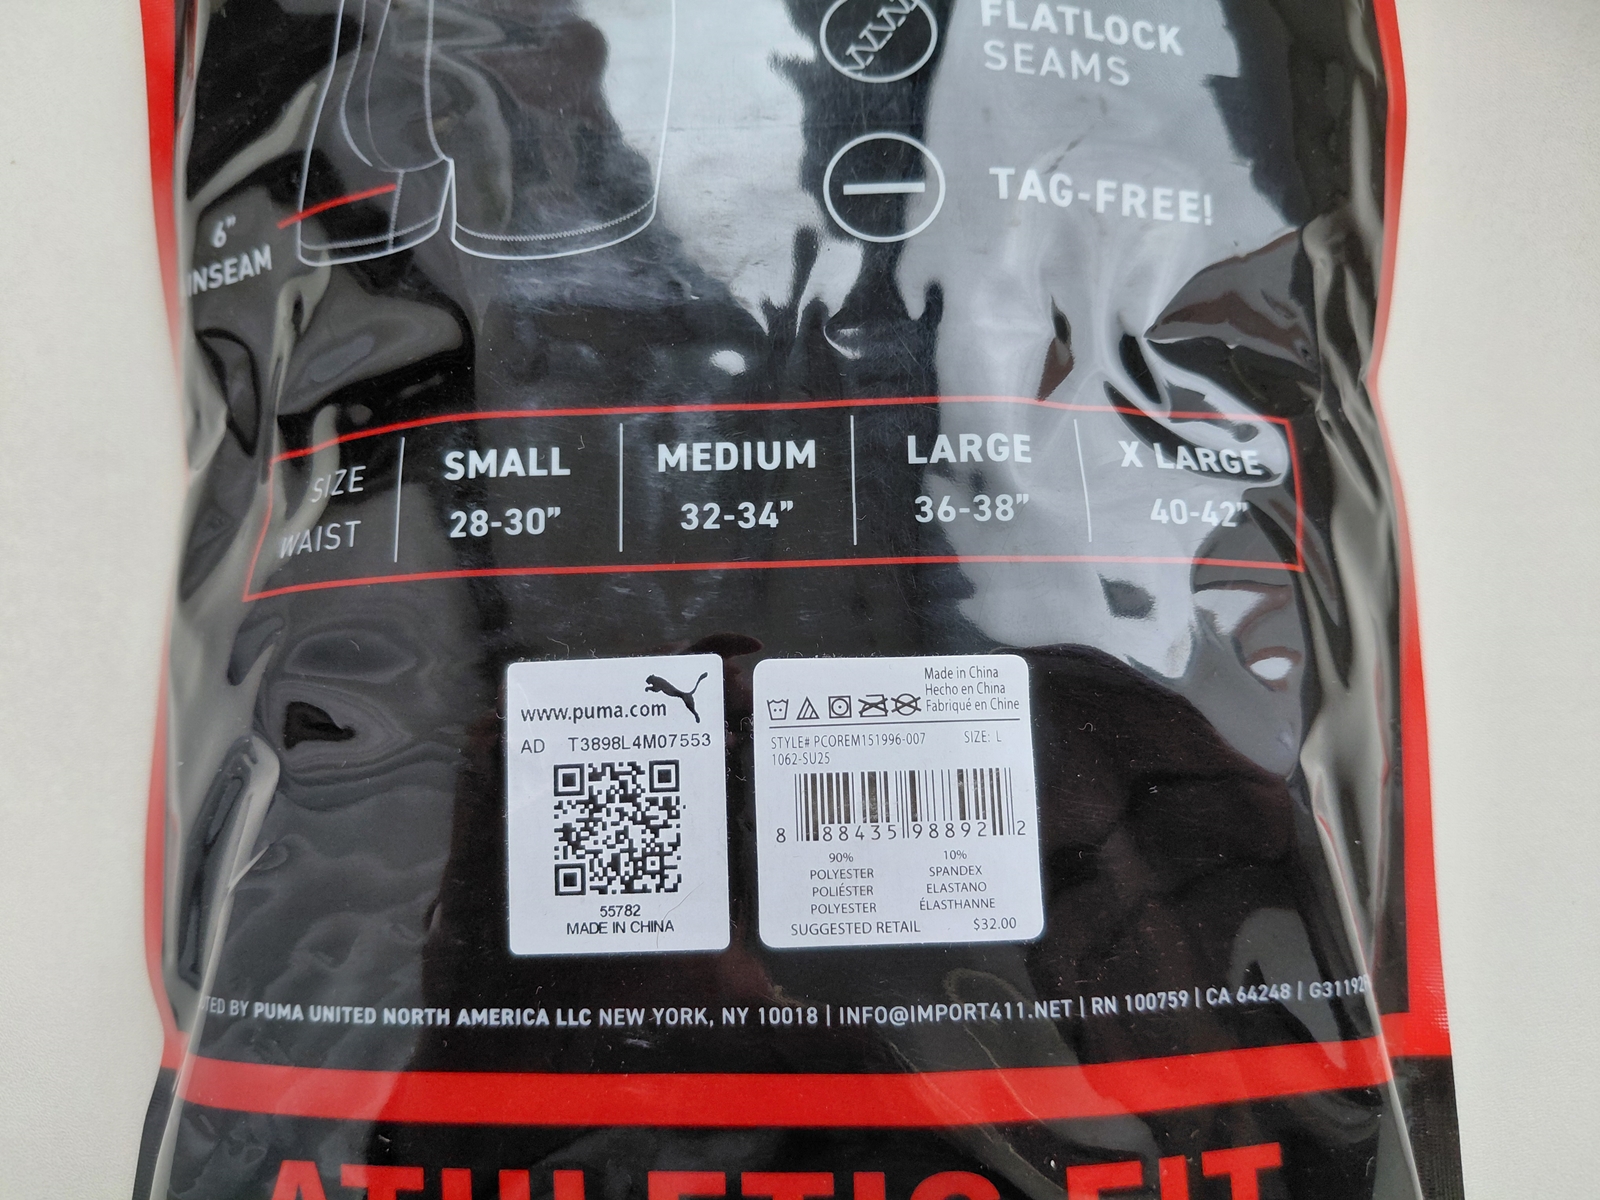 FLATLOCK
SEAMS
TAG-FREE!
6"
INSEAM
SIZE SMALL MEDIUM LARGE X LARGE
WAIST 28-30" 32-34" 36-38" 40-42"
www.puma.com
AD T3898L4M07553
55782
MADE IN CHINA
Made in China
Hecho en China
Fabriqué en Chine
STYLE# PCOREM151996-007 SIZE: L
1062-SU25
8 88435 98892 2
90% 10%
POLYESTER SPANDEX
POLIÉSTER ELASTANO
POLYESTER ÉLASTHANNE
SUGGESTED RETAIL $32.00
BY PUMA UNITED NORTH AMERICA LLC NEW YORK, NY 10018 | INFO@IMPORT411.NET | RN 100759 | CA 64248 |
ATHLETIC FIT